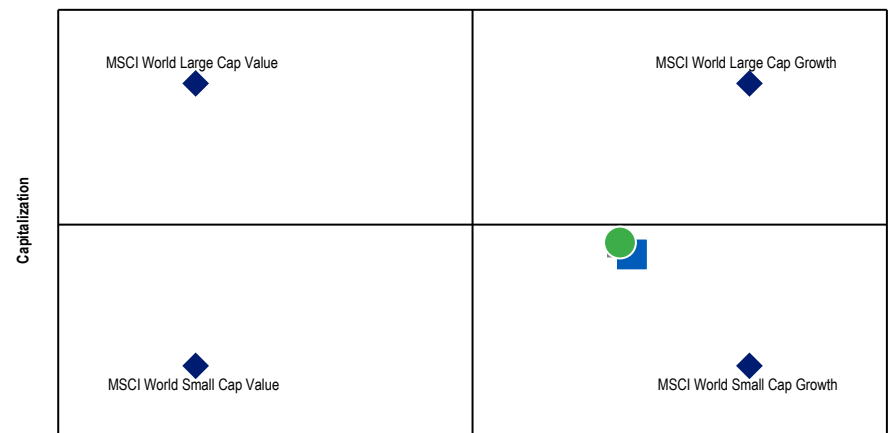 MSCI World Large Cap Value
MSCI World Large Cap Growth
Capitalization
MSCI World Small Cap Value
MSCI World Small Cap Growth